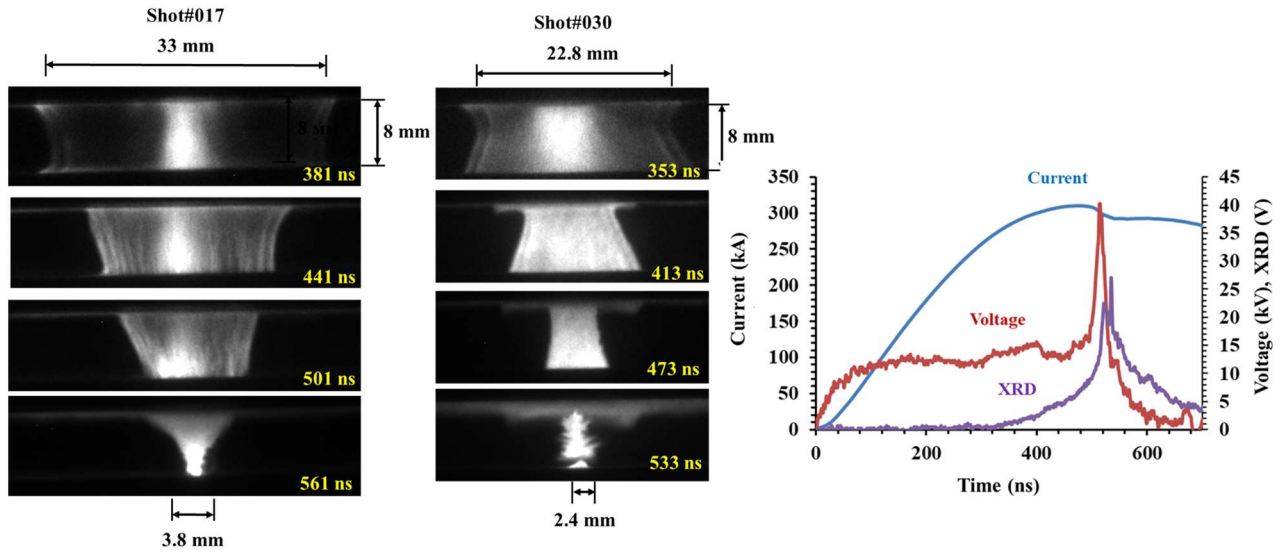 Shot#017
33 mm
8 мм
8 mm
381 ns
441 ns
501 ns
561 ns
3.8 mm
Shot#030
22.8 mm
8 mm
353 ns
413 ns
473 ns
533 ns
2.4 mm
Current (kA)
350
300
250
200
150
100
50
0
Current
Voltage
XRD
45
40
35
30
25
20
15
10
5
0
Voltage (kV), XRD (V)
0
200
400
600
Time (ns)